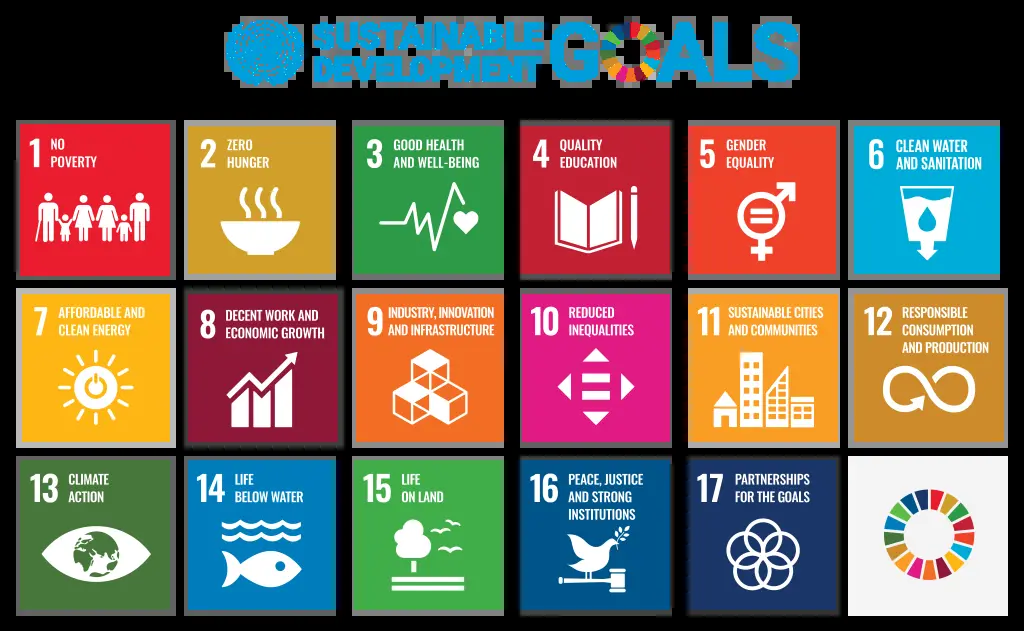 SUSTAINABLE
DEVELOPMENT
GOALS
1 NO
POVERTY
2 ZERO
HUNGER
3 GOOD HEALTH
AND WELL-BEING
4 QUALITY
EDUCATION
5 GENDER
EQUALITY
6 CLEAN WATER
AND SANITATION
7 AFFORDABLE AND
CLEAN ENERGY
8 DECENT WORK AND
ECONOMIC GROWTH
9 INDUSTRY, INNOVATION
AND INFRASTRUCTURE
10 REDUCED
INEQUALITIES
11 SUSTAINABLE CITIES
AND COMMUNITIES
12 RESPONSIBLE
CONSUMPTION
AND PRODUCTION
13 CLIMATE
ACTION
14 LIFE
BELOW WATER
15 LIFE
ON LAND
16 PEACE, JUSTICE
AND STRONG
INSTITUTIONS
17 PARTNERSHIPS
FOR THE GOALS